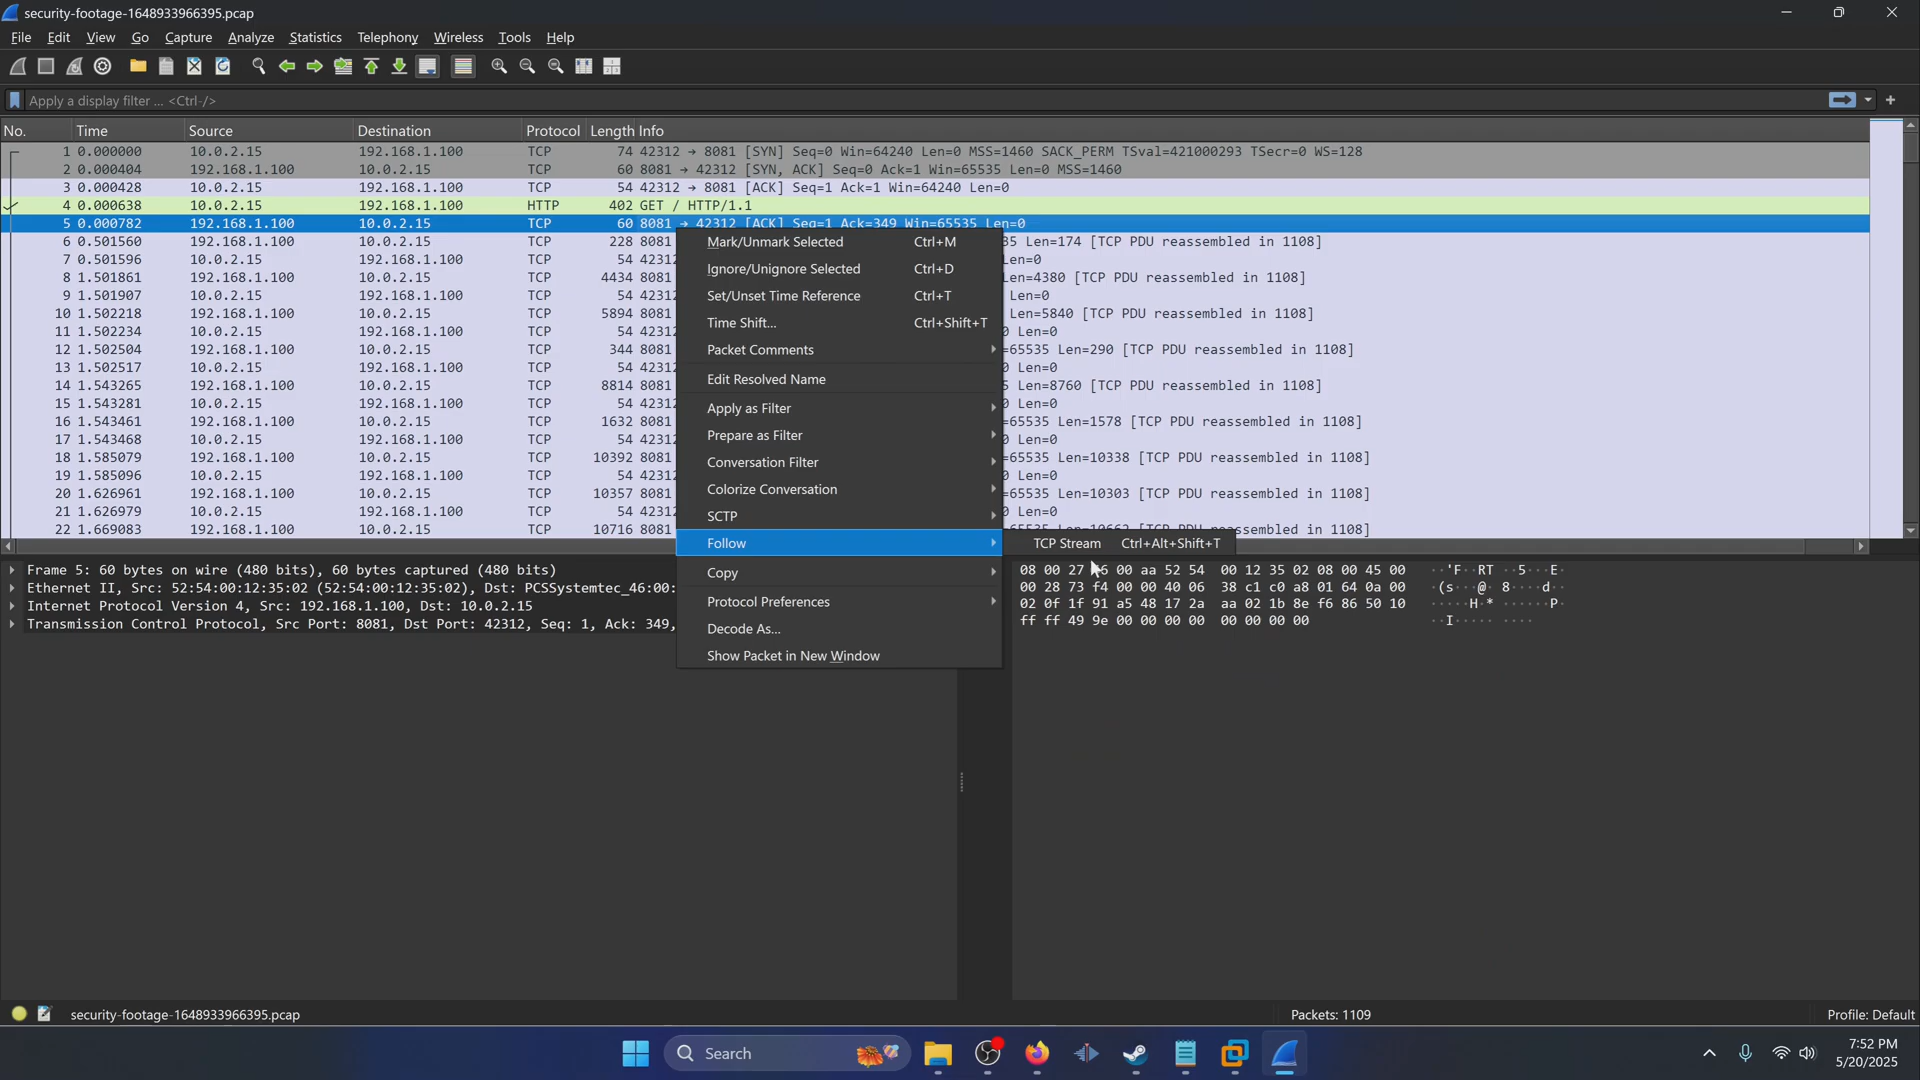 security-footage-1648933966395.pcap
File Edit View Go Capture Analyze Statistics Telephony Wireless Tools Help
Apply a display filter ... <Ctrl-/>
No. Time Source Destination Protocol Length Info
1 0.000000 10.0.2.15 192.168.1.100 TCP 74 42312 → 8081 [SYN] Seq=0 Win=64240 Len=0 MSS=1460 SACK_PERM TSval=421000293 TSecr=0 WS=128
2 0.000404 192.168.1.100 10.0.2.15 TCP 60 8081 → 42312 [SYN, ACK] Seq=0 Ack=1 Win=65535 Len=0 MSS=1460
3 0.000428 10.0.2.15 192.168.1.100 TCP 54 42312 → 8081 [ACK] Seq=1 Ack=1 Win=64240 Len=0
4 0.000638 10.0.2.15 192.168.1.100 HTTP 402 GET / HTTP/1.1
5 0.000782 192.168.1.100 10.0.2.15 TCP 60 8081 → 42312 [ACK] Seq=1 Ack=349 Win=65535 Len=0
6 0.501560 192.168.1.100 10.0.2.15 TCP 228 8081 35 Len=174 [TCP PDU reassembled in 1108]
7 0.501596 10.0.2.15 192.168.1.100 TCP 54 42312 Len=0
8 1.501861 192.168.1.100 10.0.2.15 TCP 4434 8081 Len=4380 [TCP PDU reassembled in 1108]
9 1.501907 10.0.2.15 192.168.1.100 TCP 54 42312 Len=0
10 1.502218 192.168.1.100 10.0.2.15 TCP 5894 8081 Len=5840 [TCP PDU reassembled in 1108]
11 1.502234 10.0.2.15 192.168.1.100 TCP 54 42312 Len=0
12 1.502504 192.168.1.100 10.0.2.15 TCP 344 8081 =65535 Len=290 [TCP PDU reassembled in 1108]
13 1.502517 10.0.2.15 192.168.1.100 TCP 54 42312 Len=0
14 1.543265 192.168.1.100 10.0.2.15 TCP 8814 8081 5 Len=8760 [TCP PDU reassembled in 1108]
15 1.543281 10.0.2.15 192.168.1.100 TCP 54 42312 Len=0
16 1.543461 192.168.1.100 10.0.2.15 TCP 1632 8081 =65535 Len=1578 [TCP PDU reassembled in 1108]
17 1.543468 10.0.2.15 192.168.1.100 TCP 54 42312 Len=0
18 1.585079 192.168.1.100 10.0.2.15 TCP 10392 8081 =65535 Len=10338 [TCP PDU reassembled in 1108]
19 1.585096 10.0.2.15 192.168.1.100 TCP 54 42312 Len=0
20 1.626961 192.168.1.100 10.0.2.15 TCP 10357 8081 =65535 Len=10303 [TCP PDU reassembled in 1108]
21 1.626979 10.0.2.15 192.168.1.100 TCP 54 42312 Len=0
22 1.669083 192.168.1.100 10.0.2.15 TCP 10716 8081 =65535 Len=10662 [TCP PDU reassembled in 1108]
Mark/Unmark Selected Ctrl+M
Ignore/Unignore Selected Ctrl+D
Set/Unset Time Reference Ctrl+T
Time Shift... Ctrl+Shift+T
Packet Comments
Edit Resolved Name
Apply as Filter
Prepare as Filter
Conversation Filter
Colorize Conversation
SCTP
Follow
Copy
Protocol Preferences
Decode As...
Show Packet in New Window
TCP Stream Ctrl+Alt+Shift+T
Frame 5: 60 bytes on wire (480 bits), 60 bytes captured (480 bits)
Ethernet II, Src: 52:54:00:12:35:02 (52:54:00:12:35:02), Dst: PCSSystemtec_46:00:
Internet Protocol Version 4, Src: 192.168.1.100, Dst: 10.0.2.15
Transmission Control Protocol, Src Port: 8081, Dst Port: 42312, Seq: 1, Ack: 349,
08 00 27 6 00 aa 52 54 00 12 35 02 08 00 45 00 ··'F··RT ··5···E·
00 28 73 f4 00 00 40 06 38 c1 c0 a8 01 64 0a 00 ·(s···@· 8····d··
02 0f 1f 91 a5 48 17 2a aa 02 1b 8e f6 86 50 10 ·····H·* ······P·
ff ff 49 9e 00 00 00 00 00 00 00 00 ··I····· ····
security-footage-1648933966395.pcap
Packets: 1109
Profile: Default
Search
7:52 PM
5/20/2025